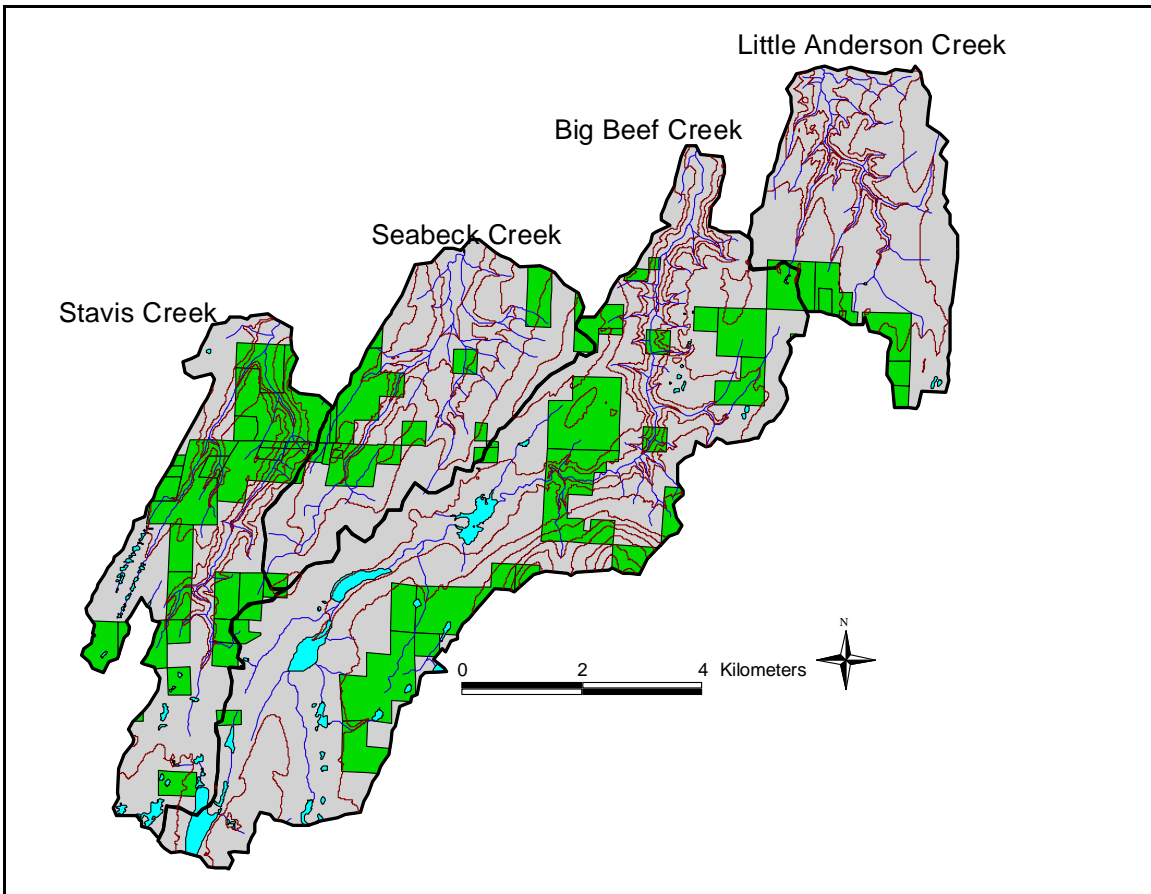 Little Anderson Creek
Big Beef Creek
Seabeck Creek
Stavis Creek
N
0 2 4 Kilometers